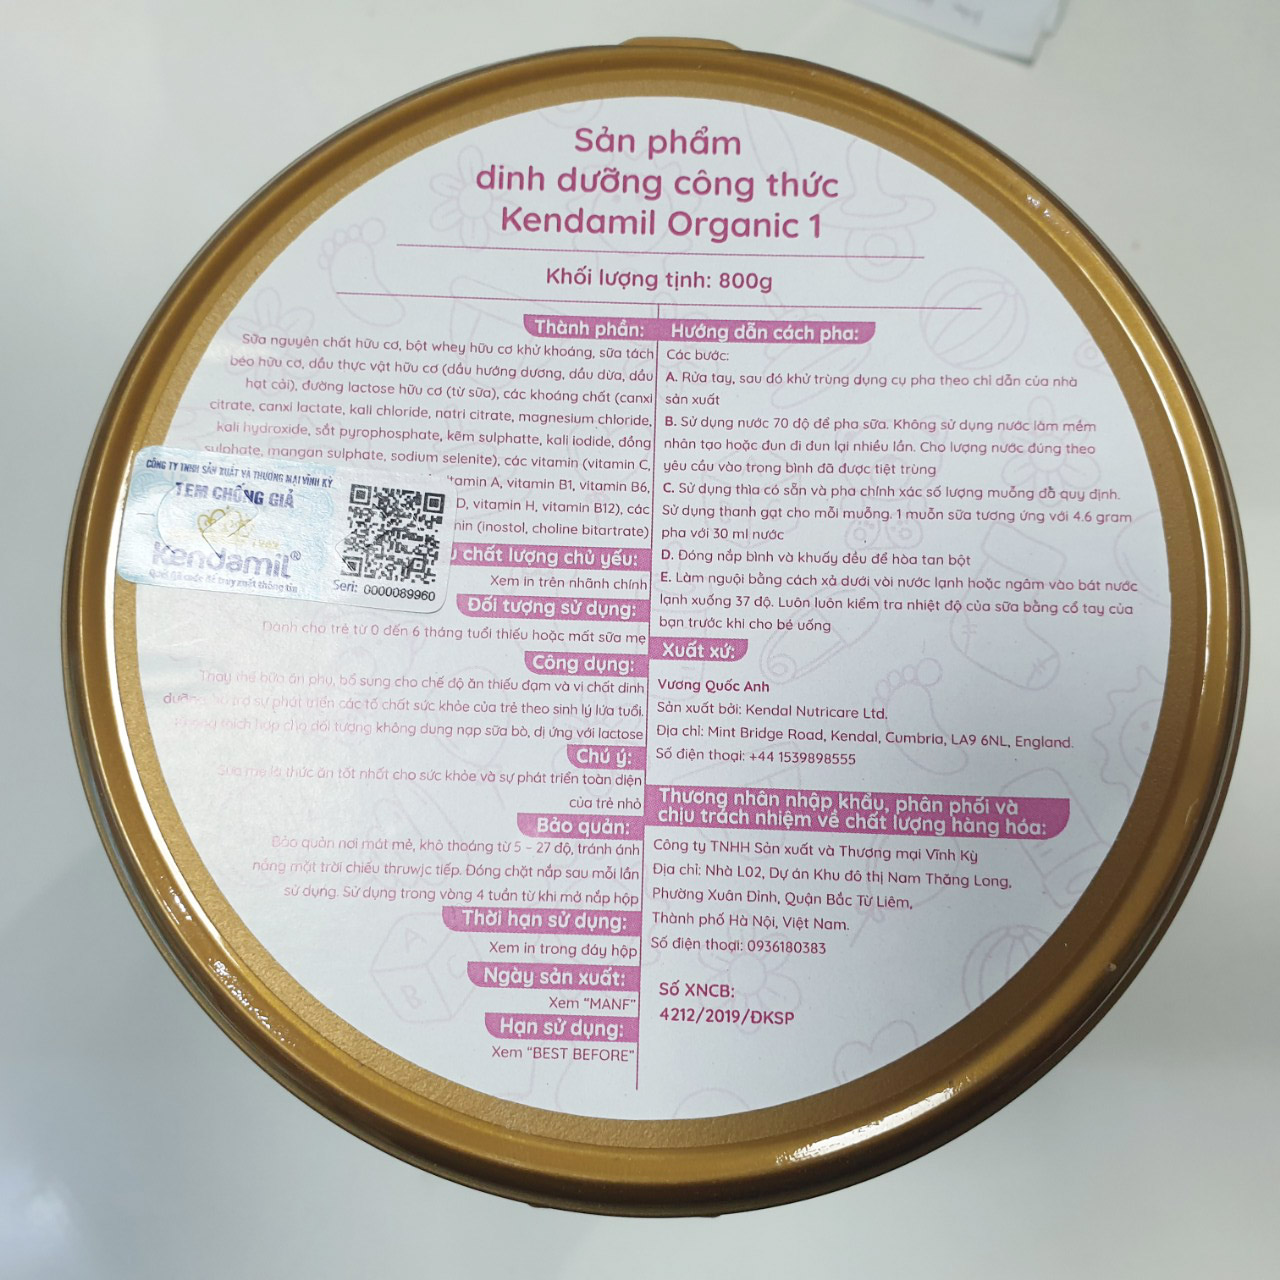 Sản phẩm
dinh dưỡng công thức
Kendamil Organic 1
Khối lượng tịnh: 800g
Thành phần:
Sữa nguyên chất hữu cơ, bột whey hữu cơ khử khoáng, sữa tách
béo hữu cơ, dầu thực vật hữu cơ (dầu hướng dương, dầu dừa, dầu
hạt cải), đường lactose hữu cơ (từ sữa), các khoáng chất (canxi
citrate, canxi lactate, kali chloride, natri citrate, magnesium chloride,
kali hydroxide, sắt pyrophosphate, kẽm sulphatte, kali iodide, đồng
sulphate, mangan sulphate, sodium selenite), các vitamin (vitamin C,
tamin A, vitamin B1, vitamin B6,
D, vitamin H, vitamin B12), các
min (inostol, choline bitartrate)
chất lượng chủ yếu:
Xem in trên nhãnh chính
Đối tượng sử dụng:
Dành cho trẻ từ 0 đến 6 tháng tuổi thiếu hoặc mất sữa mẹ
Công dụng:
Thay thế bữa ăn phụ, bổ sung cho chế độ ăn thiếu đạm và vi chất dinh
dưỡng, hỗ trợ sự phát triển các tố chất sức khỏe của trẻ theo sinh lý lứa tuổi.
Không thích hợp cho đối tượng không dung nạp sữa bò, dị ứng với lactose
Chú ý:
Sữa mẹ là thức ăn tốt nhất cho sức khỏe và sự phát triển toàn diện
của trẻ nhỏ
Bảo quản:
Bảo quản nơi mát mẻ, khô thoáng từ 5 - 27 độ, tránh ánh
nắng mặt trời chiếu thruwjc tiếp. Đóng chặt nắp sau mỗi lần
sử dụng. Sử dụng trong vòng 4 tuần từ khi mở nắp hộp
Thời hạn sử dụng:
Xem in trong đáy hộp
Ngày sản xuất:
Xem "MANF"
Hạn sử dụng:
Xem "BEST BEFORE"
Hướng dẫn cách pha:
Các bước:
A. Rửa tay, sau đó khử trùng dụng cụ pha theo chỉ dẫn của nhà
sản xuất
B. Sử dụng nước 70 độ để pha sữa. Không sử dụng nước làm mềm
nhân tạo hoặc đun đi đun lại nhiều lần. Cho lượng nước đúng theo
yêu cầu vào trong bình đã được tiệt trùng
C. Sử dụng thìa có sẵn và pha chính xác số lượng muỗng đã quy định.
Sử dụng thanh gạt cho mỗi muỗng. 1 muỗn sữa tương ứng với 4.6 gram
pha với 30 ml nước
D. Đóng nắp bình và khuấy đều để hòa tan bột
E. Làm nguội bằng cách xả dưới vòi nước lạnh hoặc ngâm vào bát nước
lạnh xuống 37 độ. Luôn luôn kiểm tra nhiệt độ của sữa bằng cổ tay của
bạn trước khi cho bé uống
Xuất xứ:
Vương Quốc Anh
Sản xuất bởi: Kendal Nutricare Ltd.
Địa chỉ: Mint Bridge Road, Kendal, Cumbria, LA9 6NL, England.
Số điện thoại: +44 1539898555
Thương nhân nhập khẩu, phân phối và
chịu trách nhiệm về chất lượng hàng hóa:
Công ty TNHH Sản xuất và Thương mại Vĩnh Kỳ
Địa chỉ: Nhà L02, Dự án Khu đô thị Nam Thăng Long,
Phường Xuân Đỉnh, Quận Bắc Từ Liêm,
Thành phố Hà Nội, Việt Nam.
Số điện thoại: 0936180383
Số XNCB:
4212/2019/ĐKSP
CÔNG TY TNHH SẢN XUẤT VÀ THƯƠNG MẠI VĨNH KỲ
TEM CHỐNG GIẢ
Kendamil®
Quét QR code để truy xuất thông tin
Seri: 0000089960